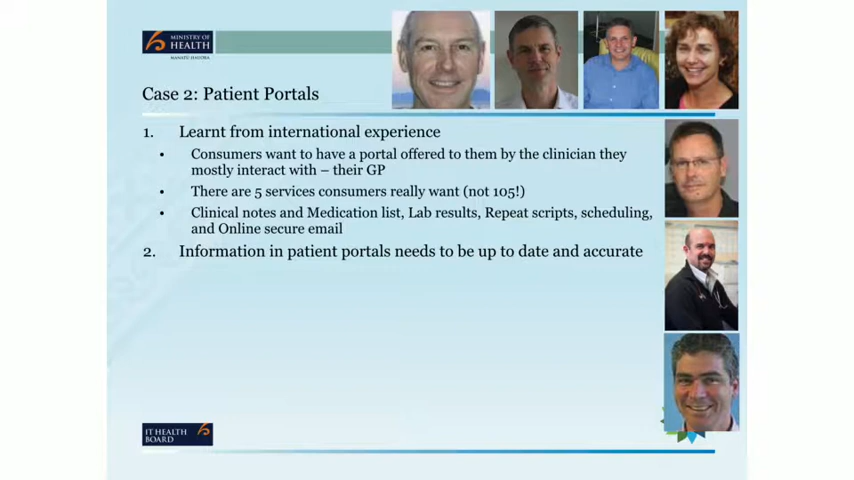 MINISTRY OF
HEALTH
MANATŪ HAUORA
Case 2: Patient Portals
1. Learnt from international experience
• Consumers want to have a portal offered to them by the clinician they
mostly interact with – their GP
• There are 5 services consumers really want (not 105!)
• Clinical notes and Medication list, Lab results, Repeat scripts, scheduling,
and Online secure email
2. Information in patient portals needs to be up to date and accurate
IT HEALTH
BOARD